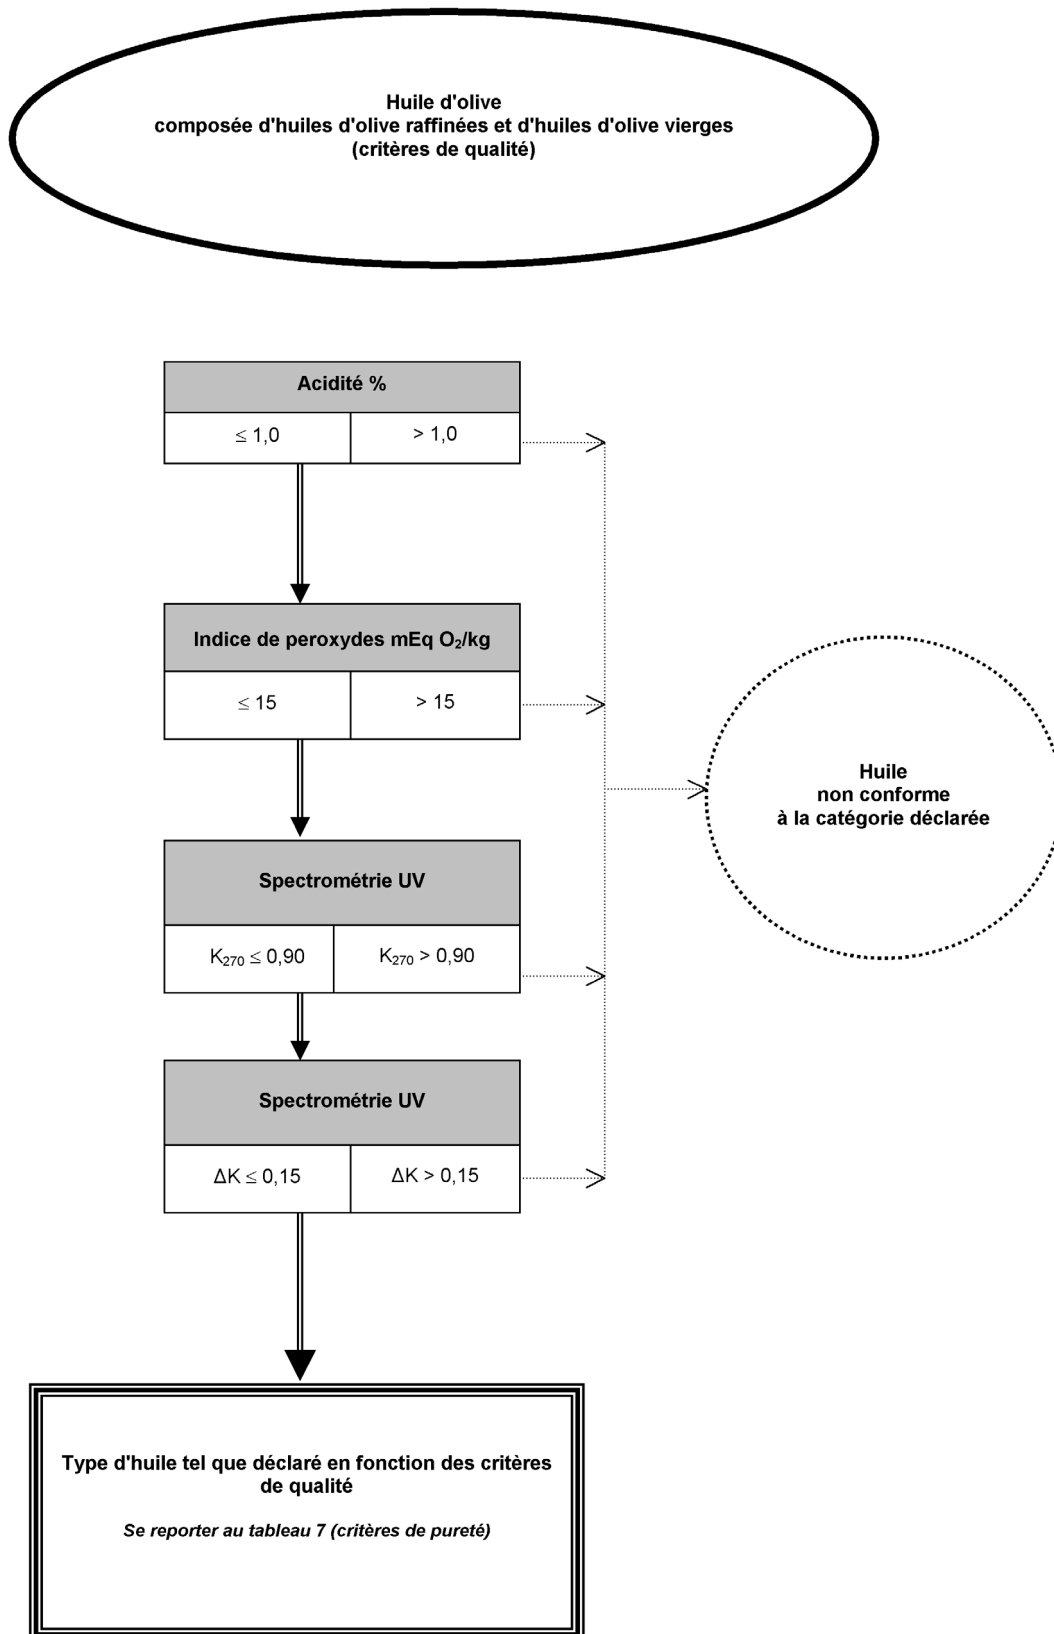 Huile d'olive
composée d'huiles d'olive raffinées et d'huiles d'olive vierges
(critères de qualité)
Acidité %
≤ 1,0
> 1,0
Indice de peroxydes mEq O₂/kg
≤ 15
> 15
Huile
non conforme
à la catégorie déclarée
Spectrométrie UV
K₂₇₀ ≤ 0,90
K₂₇₀ > 0,90
Spectrométrie UV
ΔK ≤ 0,15
ΔK > 0,15
Type d'huile tel que déclaré en fonction des critères
de qualité
Se reporter au tableau 7 (critères de pureté)